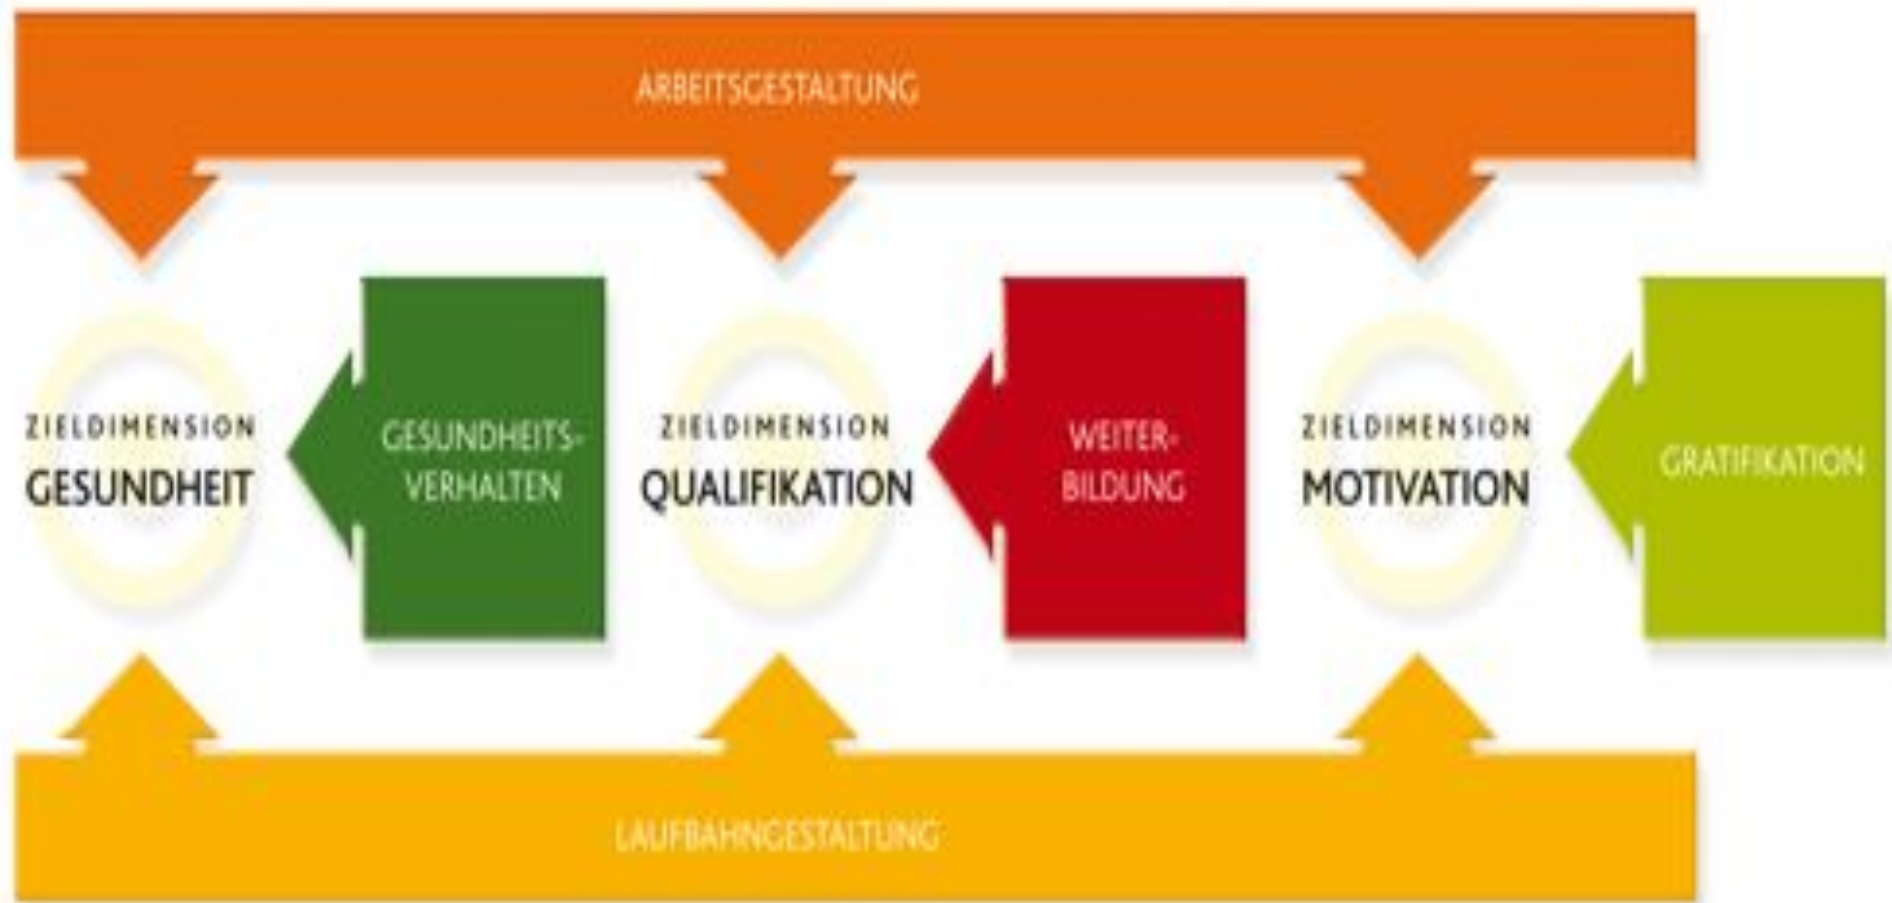 ARBEITSGESTALTUNG
ZIELDIMENSION
GESUNDHEIT
GESUNDHEITS-
VERHALTEN
ZIELDIMENSION
QUALIFIKATION
WEITER-
BILDUNG
ZIELDIMENSION
MOTIVATION
GRATIFIKATION
LAUFBAHNGESTALTUNG